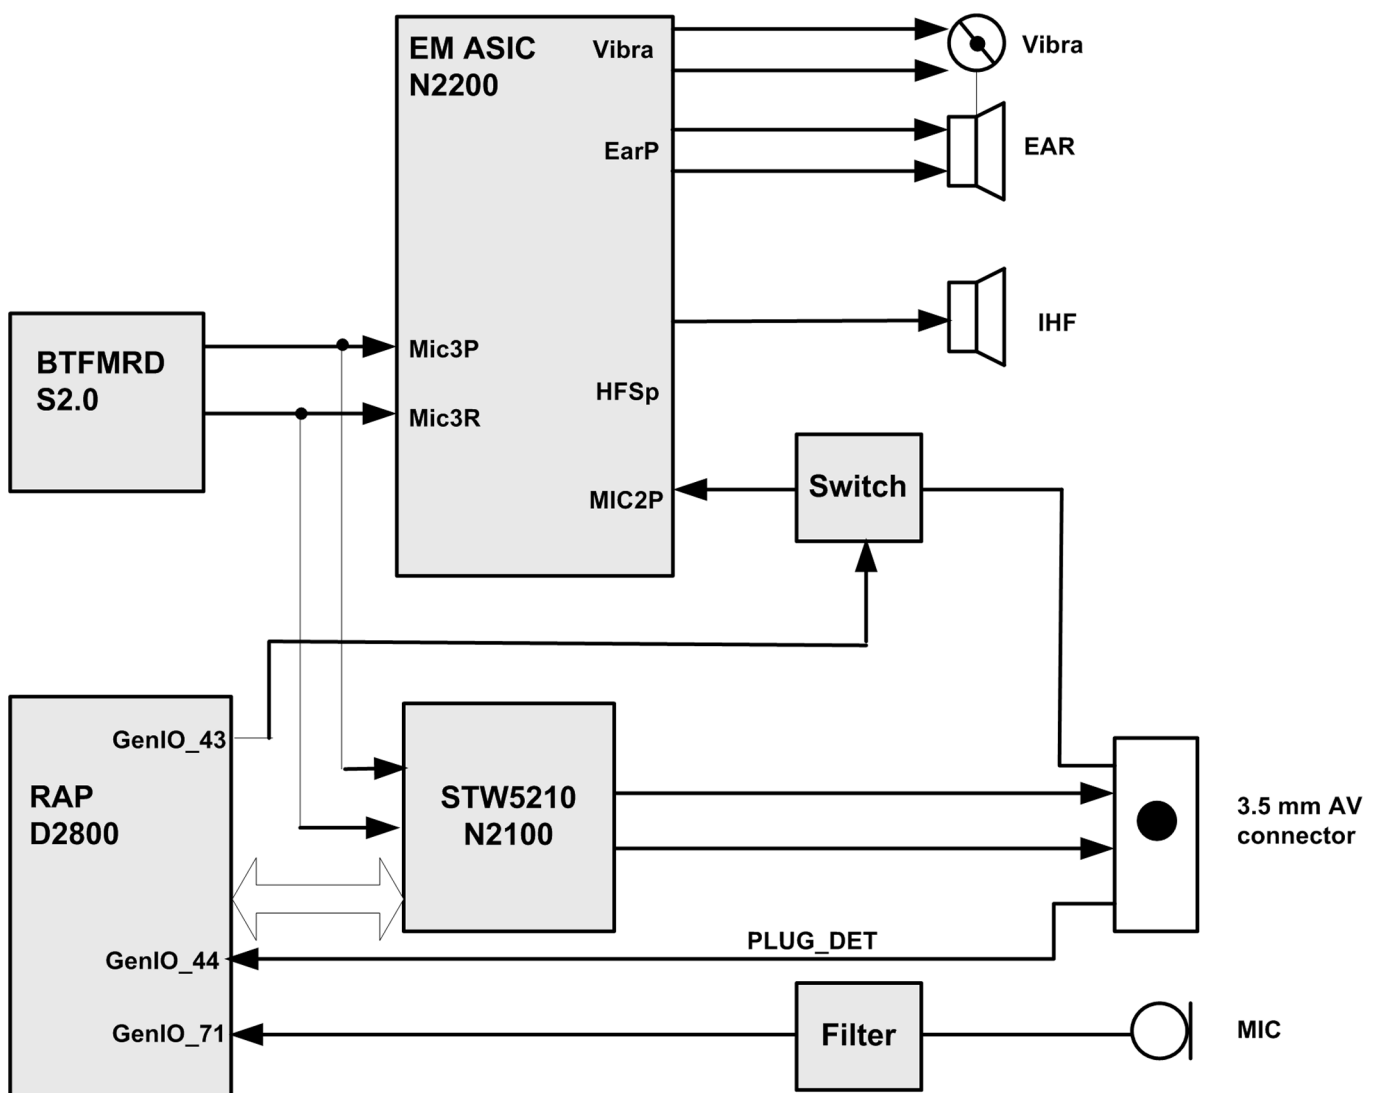 EM ASIC
N2200
Vibra
Vibra
EarP
EAR
IHF
BTFMRD
S2.0
Mic3P
Mic3R
HFSp
MIC2P
Switch
GenIO_43
RAP
D2800
STW5210
N2100
3.5 mm AV
connector
PLUG_DET
GenIO_44
GenIO_71
Filter
MIC